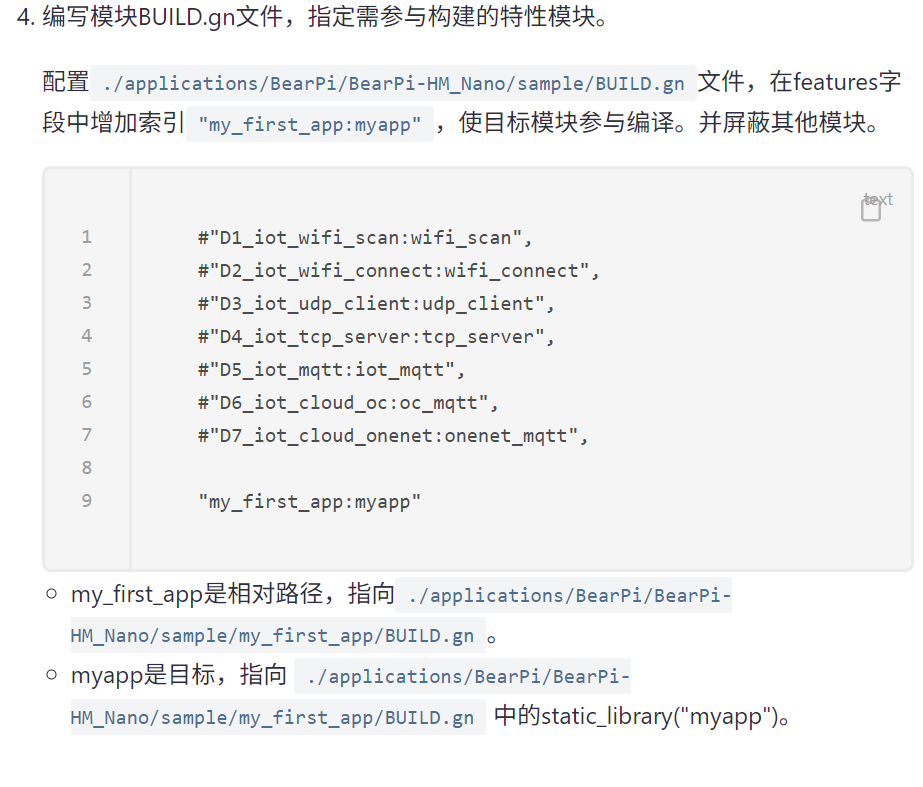 4. 编写模块BUILD.gn文件，指定需参与构建的特性模块。
配置 ./applications/BearPi/BearPi-HM_Nano/sample/BUILD.gn 文件，在features字
段中增加索引 "my_first_app:myapp" ，使目标模块参与编译。并屏蔽其他模块。
text
1 #"D1_iot_wifi_scan:wifi_scan",
2 #"D2_iot_wifi_connect:wifi_connect",
3 #"D3_iot_udp_client:udp_client",
4 #"D4_iot_tcp_server:tcp_server",
5 #"D5_iot_mqtt:iot_mqtt",
6 #"D6_iot_cloud_oc:oc_mqtt",
7 #"D7_iot_cloud_onenet:onenet_mqtt",
8
9 "my_first_app:myapp"
○ my_first_app是相对路径，指向 ./applications/BearPi/BearPi-
HM_Nano/sample/my_first_app/BUILD.gn 。
○ myapp是目标，指向 ./applications/BearPi/BearPi-
HM_Nano/sample/my_first_app/BUILD.gn 中的static_library("myapp")。